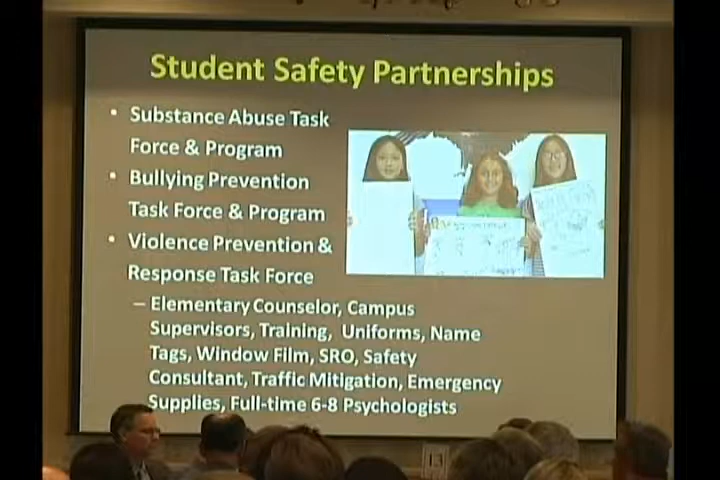 Student Safety Partnerships
• Substance Abuse Task
Force & Program
• Bullying Prevention
Task Force & Program
• Violence Prevention &
Response Task Force
– Elementary Counselor, Campus
Supervisors, Training, Uniforms, Name
Tags, Window Film, SRO, Safety
Consultant, Traffic Mitigation, Emergency
Supplies, Full-time 6-8 Psychologists
13